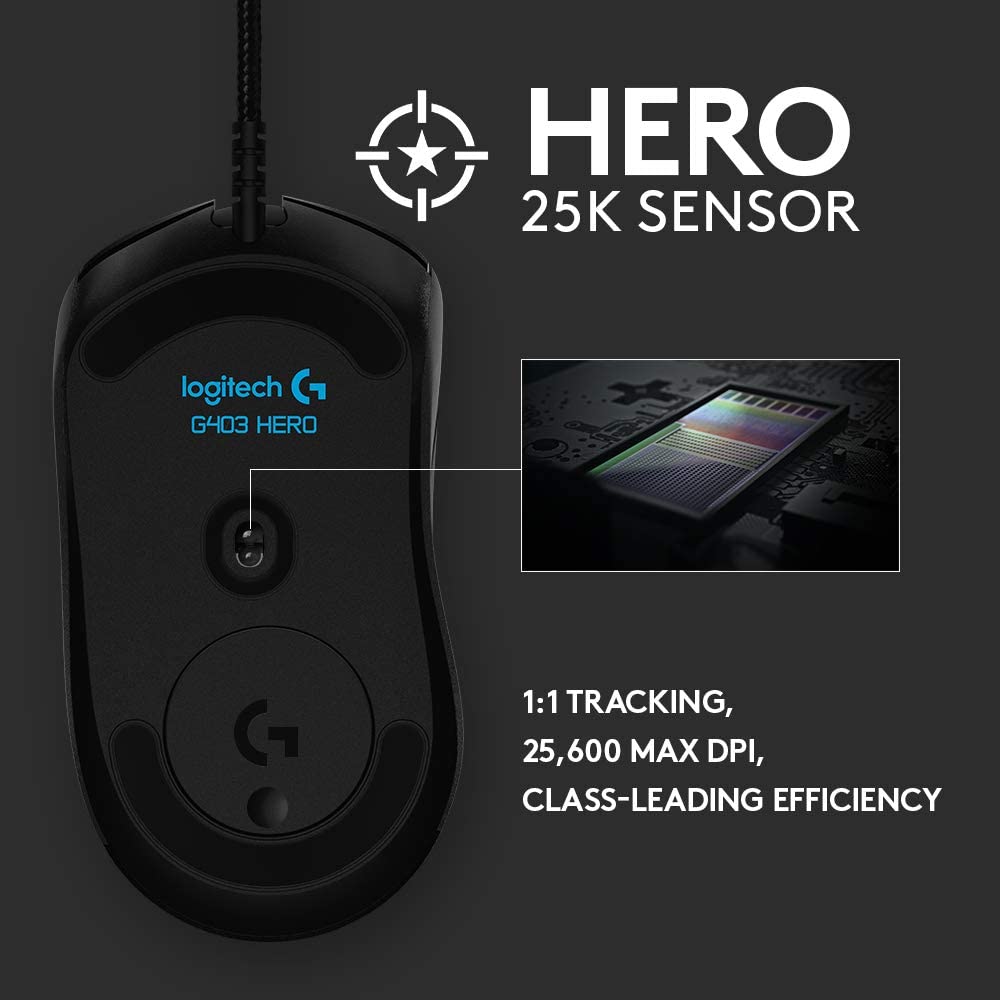 HERO
25K SENSOR
logitech G
G403 HERO
G
1:1 TRACKING,
25,600 MAX DPI,
CLASS-LEADING EFFICIENCY